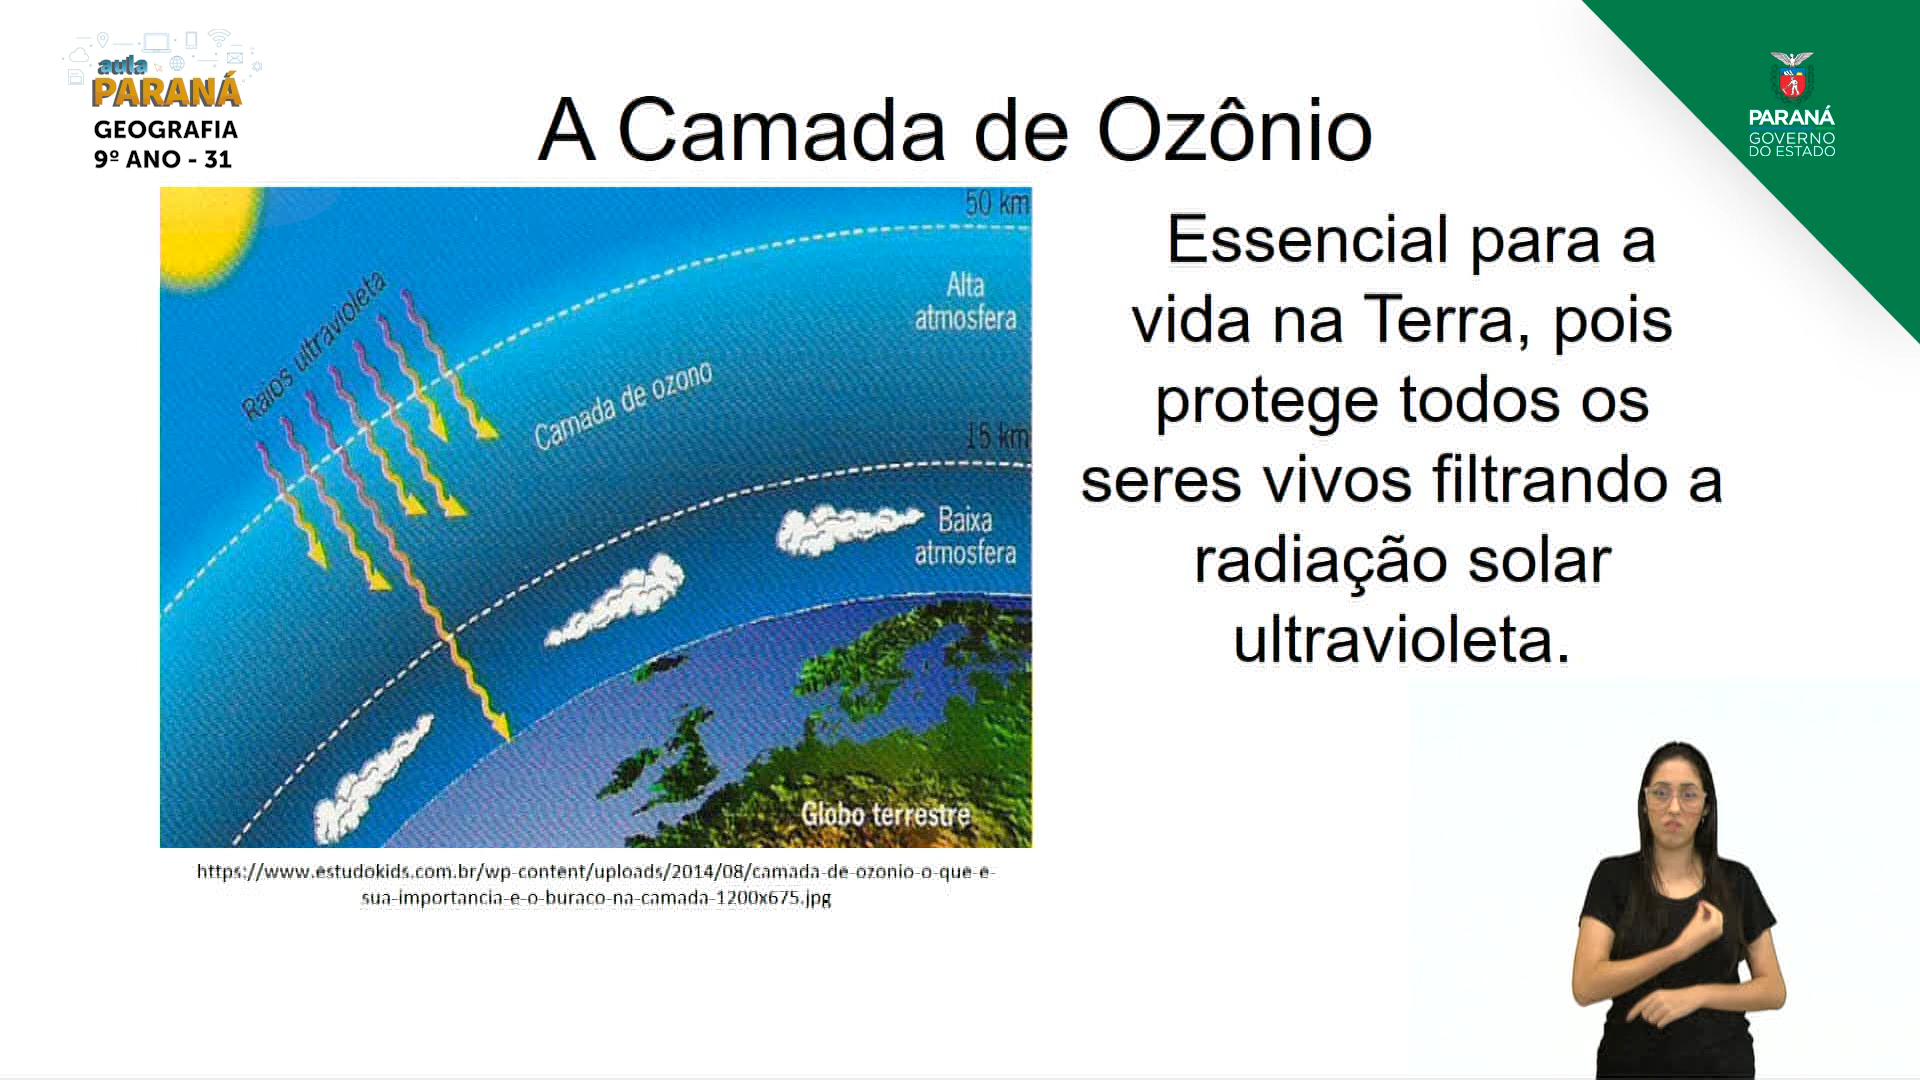 aula
PARANÁ
GEOGRAFIA
9º ANO - 31
PARANÁ
GOVERNO
DO ESTADO
A Camada de Ozônio
50 km
Alta
atmosfera
Raios ultravioleta
Camada de ozono
15 km
Baixa
atmosfera
Globo terrestre
https://www.estudokids.com.br/wp-content/uploads/2014/08/camada-de-ozonio-o-que-e-
sua-importancia-e-o-buraco-na-camada-1200x675.jpg
Essencial para a
vida na Terra, pois
protege todos os
seres vivos filtrando a
radiação solar
ultravioleta.